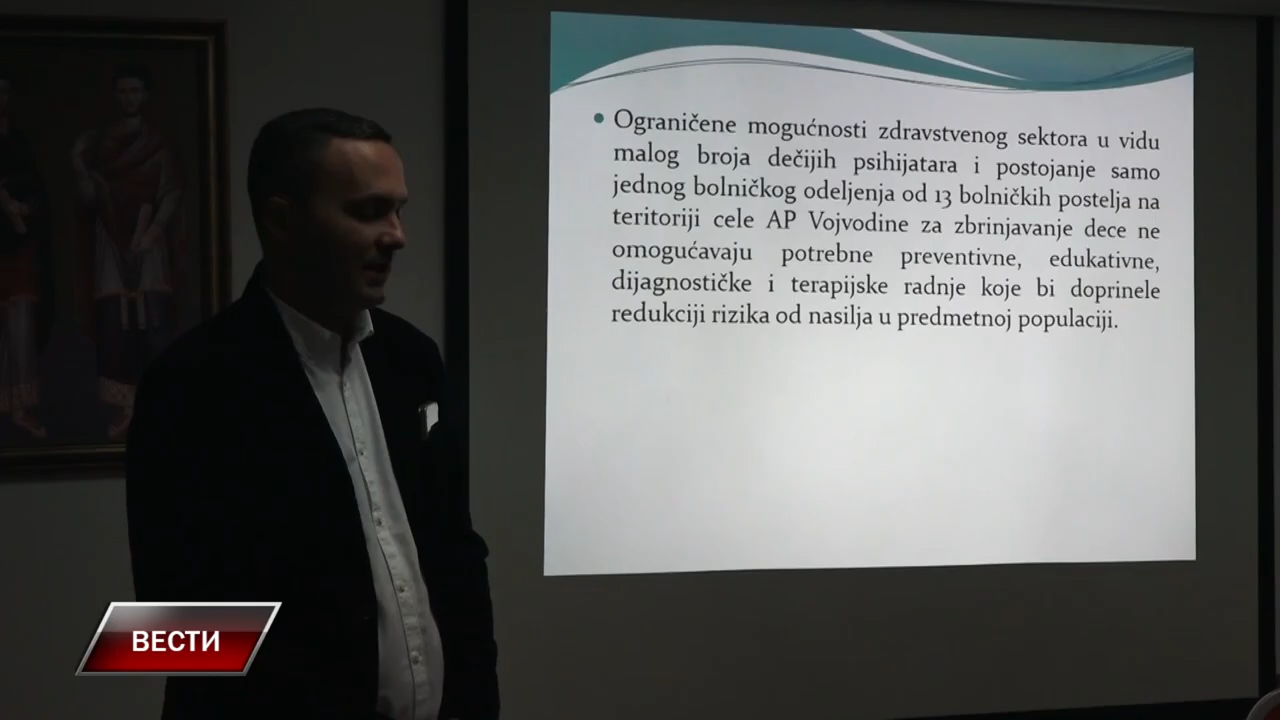 Ograničene mogućnosti zdravstvenog sektora u vidu
malog broja dečijih psihijatara i postojanje samo
jednog bolničkog odeljenja od 13 bolničkih postelja na
teritoriji cele AP Vojvodine za zbrinjavanje dece ne
omogućavaju potrebne preventivne, edukativne,
dijagnostičke i terapijske radnje koje bi doprinele
redukciji rizika od nasilja u predmetnoj populaciji.
ВЕСТИ